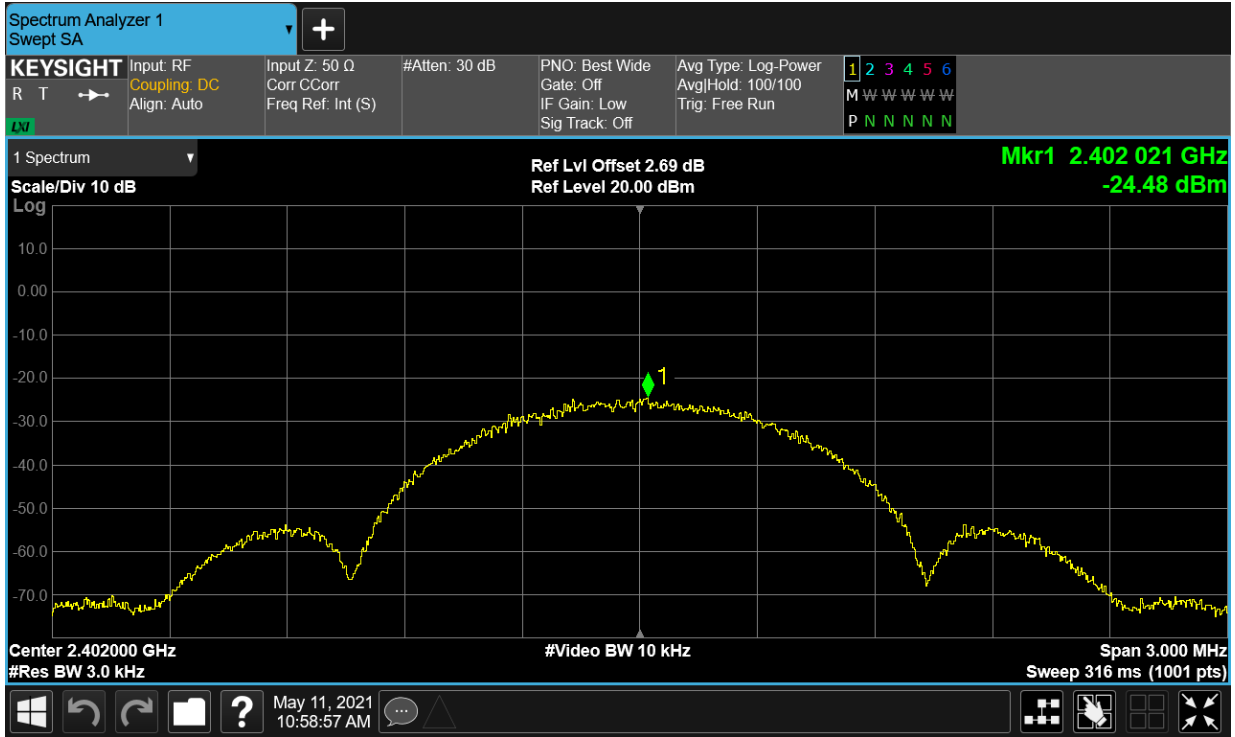 Spectrum Analyzer 1
Swept SA
▼
+
KEYSIGHT
R T
LXI
Input: RF
Coupling: DC
Align: Auto
Input Z: 50 Ω
Corr CCorr
Freq Ref: Int (S)
#Atten: 30 dB
PNO: Best Wide
Gate: Off
IF Gain: Low
Sig Track: Off
Avg Type: Log-Power
Avg|Hold: 100/100
Trig: Free Run
1 2 3 4 5 6
M W W W W W
P N N N N N
1 Spectrum ▼
Scale/Div 10 dB
Log
Ref Lvl Offset 2.69 dB
Ref Level 20.00 dBm
Mkr1 2.402 021 GHz
-24.48 dBm
10.0
0.00
-10.0
-20.0
1
-30.0
-40.0
-50.0
-60.0
-70.0
Center 2.402000 GHz
#Res BW 3.0 kHz
#Video BW 10 kHz
Span 3.000 MHz
Sweep 316 ms (1001 pts)
?
May 11, 2021
10:58:57 AM